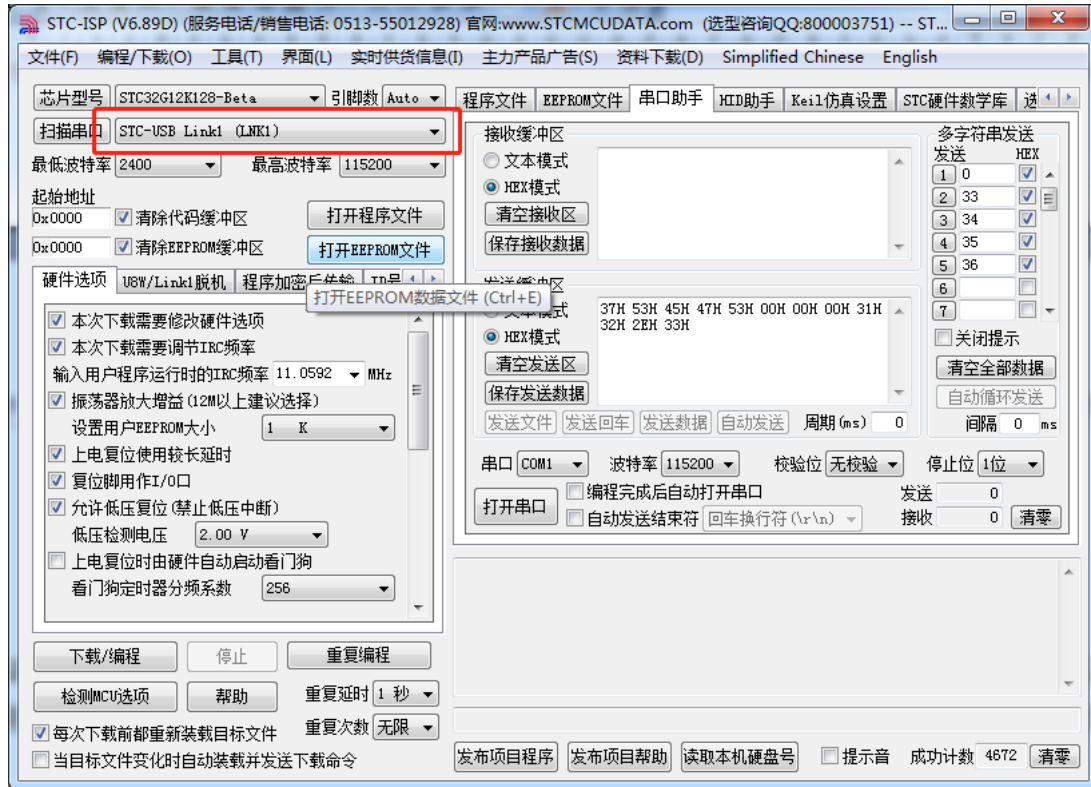 STC-ISP (V6.89D) (服务电话/销售电话: 0513-55012928) 官网:www.STCMCUDATA.com (选型咨询QQ:800003751) -- ST...
文件(F) 编程/下载(O) 工具(T) 界面(L) 实时供货信息(I) 主力产品广告(S) 资料下载(D) Simplified Chinese English
芯片型号 STC32G12K128-Beta 引脚数 Auto
扫描串口 STC-USB Link1 (LNK1)
最低波特率 2400 最高波特率 115200
起始地址
0x0000 清除代码缓冲区 打开程序文件
0x0000 清除EEPROM缓冲区 打开EEPROM文件
硬件选项 U8W/Link1脱机 程序加密后传输 ID号
打开EEPROM数据文件 (Ctrl+E)
本次下载需要修改硬件选项
本次下载需要调节IRC频率
输入用户程序运行时的IRC频率 11.0592 MHz
振荡器放大增益(12M以上建议选择)
设置用户EEPROM大小 1 K
上电复位使用较长延时
复位脚用作I/O口
允许低压复位(禁止低压中断)
低压检测电压 2.00 V
上电复位时由硬件自动启动看门狗
看门狗定时器分频系数 256
下载/编程 停止 重复编程
检测MCU选项 帮助 重复延时 1 秒
每次下载前都重新装载目标文件 重复次数 无限
当目标文件变化时自动装载并发送下载命令
程序文件 EEPROM文件 串口助手 HID助手 Keil仿真设置 STC硬件数学库 选
接收缓冲区
文本模式
HEX模式
清空接收区
保存接收数据
发送缓冲区
文本模式
HEX模式
清空发送区
保存发送数据
37H 53H 45H 47H 53H 00H 00H 00H 31H
32H 2EH 33H
发送文件 发送回车 发送数据 自动发送 周期(ms) 0
多字符串发送
发送 HEX
1 0
2 33
3 34
4 35
5 36
6
7
关闭提示
清空全部数据
自动循环发送
间隔 0 ms
串口 COM1 波特率 115200 校验位 无校验 停止位 1位
打开串口 编程完成后自动打开串口 发送 0
自动发送结束符 回车换行符(\r\n) 接收 0 清零
发布项目程序 发布项目帮助 读取本机硬盘号 提示音 成功计数 4672 清零